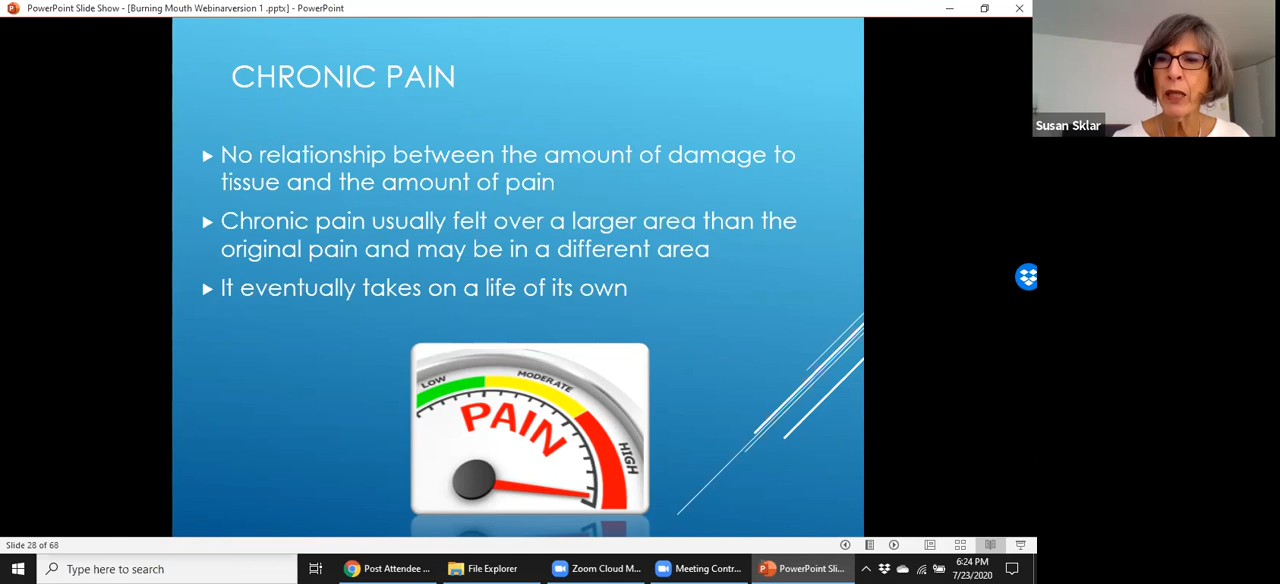 PowerPoint Slide Show - [Burning Mouth Webinarversion 1 .pptx] - PowerPoint
CHRONIC PAIN
No relationship between the amount of damage to
tissue and the amount of pain
Chronic pain usually felt over a larger area than the
original pain and may be in a different area
It eventually takes on a life of its own
LOW
MODERATE
HIGH
PAIN
Susan Sklar
Slide 28 of 68
Type here to search
Post Attendee ...
File Explorer
Zoom Cloud M...
Meeting Contr...
PowerPoint Sli...
6:24 PM
7/23/2020